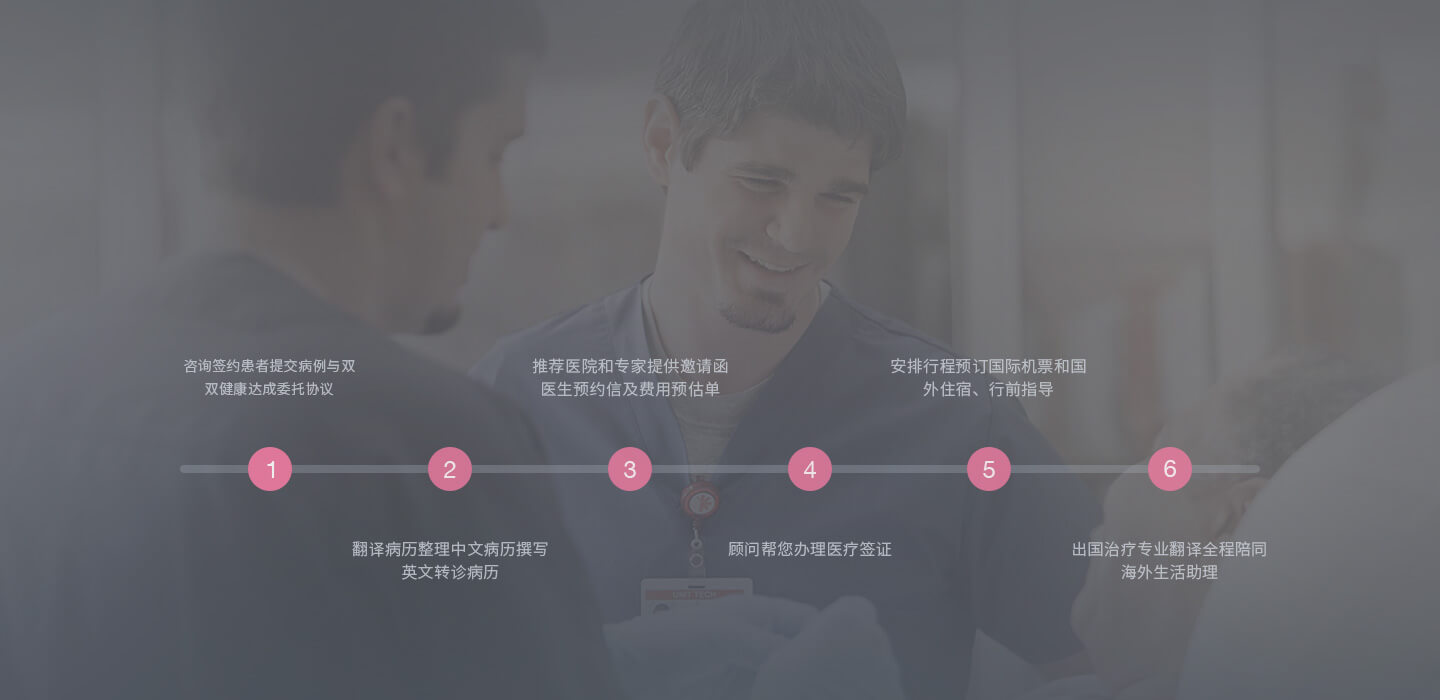 咨询签约患者提交病例与双
双健康达成委托协议
推荐医院和专家提供邀请函
医生预约信及费用预估单
安排行程预订国际机票和国
外住宿、行前指导
1
2
3
4
5
6
翻译病历整理中文病历撰写
英文转诊病历
顾问帮您办理医疗签证
出国治疗专业翻译全程陪同
海外生活助理
UNIT TECH